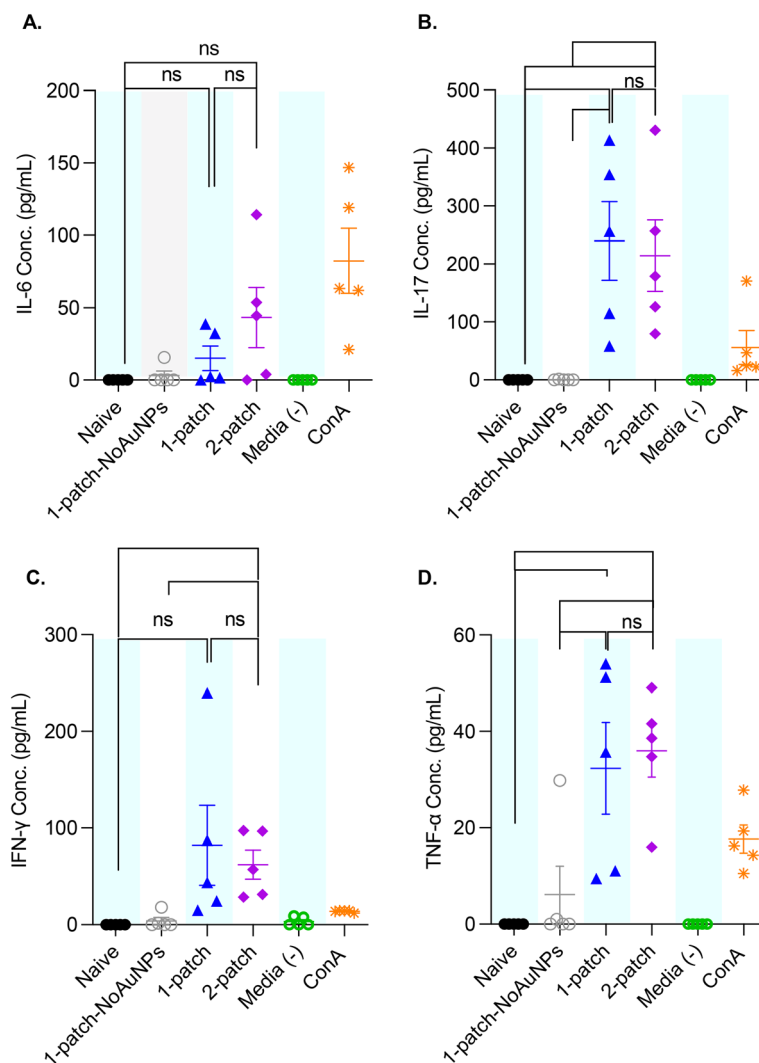 A.
ns
ns
ns
200
150
100
50
0
IL-6 Conc. (pg/mL)
Naive
1-patch-NoAuNPs
1-patch
2-patch
Media (-)
ConA
B.
ns
500
400
300
200
100
0
IL-17 Conc. (pg/mL)
Naive
1-patch-NoAuNPs
1-patch
2-patch
Media (-)
ConA
C.
ns
ns
300
200
100
0
IFN-γ Conc. (pg/mL)
Naive
1-patch-NoAuNPs
1-patch
2-patch
Media (-)
ConA
D.
ns
60
40
20
0
TNF-α Conc. (pg/mL)
Naive
1-patch-NoAuNPs
1-patch
2-patch
Media (-)
ConA